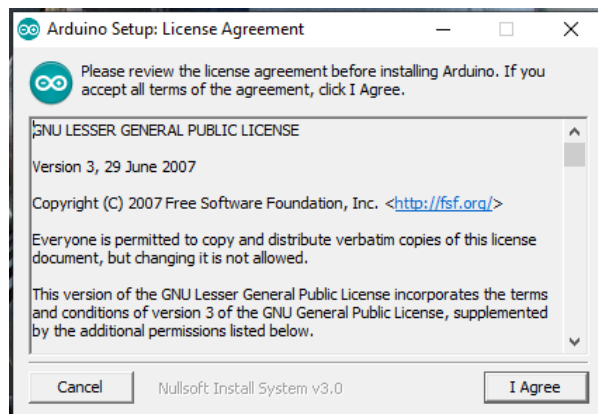 Arduino Setup: License Agreement
Please review the license agreement before installing Arduino. If you
accept all terms of the agreement, click I Agree.
GNU LESSER GENERAL PUBLIC LICENSE
Version 3, 29 June 2007
Copyright (C) 2007 Free Software Foundation, Inc. <http://fsf.org/>
Everyone is permitted to copy and distribute verbatim copies of this license
document, but changing it is not allowed.
This version of the GNU Lesser General Public License incorporates the terms
and conditions of version 3 of the GNU General Public License, supplemented
by the additional permissions listed below.
Cancel
Nullsoft Install System v3.0
I Agree